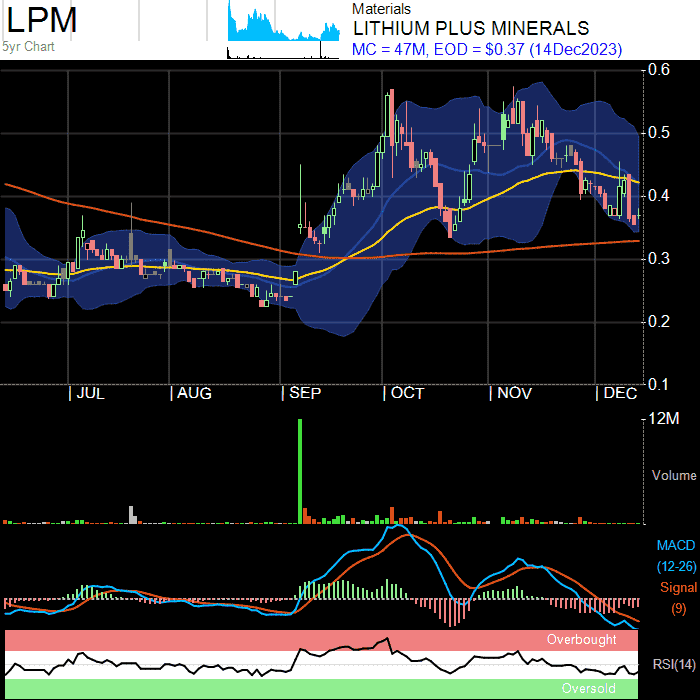 LPM
5yr Chart
Materials
LITHIUM PLUS MINERALS
MC = 47M, EOD = $0.37 (14Dec2023)
0.6
0.5
0.4
0.3
0.2
0.1
JUL AUG SEP OCT NOV DEC
12M
Volume
MACD
(12-26)
Signal
(9)
Overbought
RSI(14)
Oversold